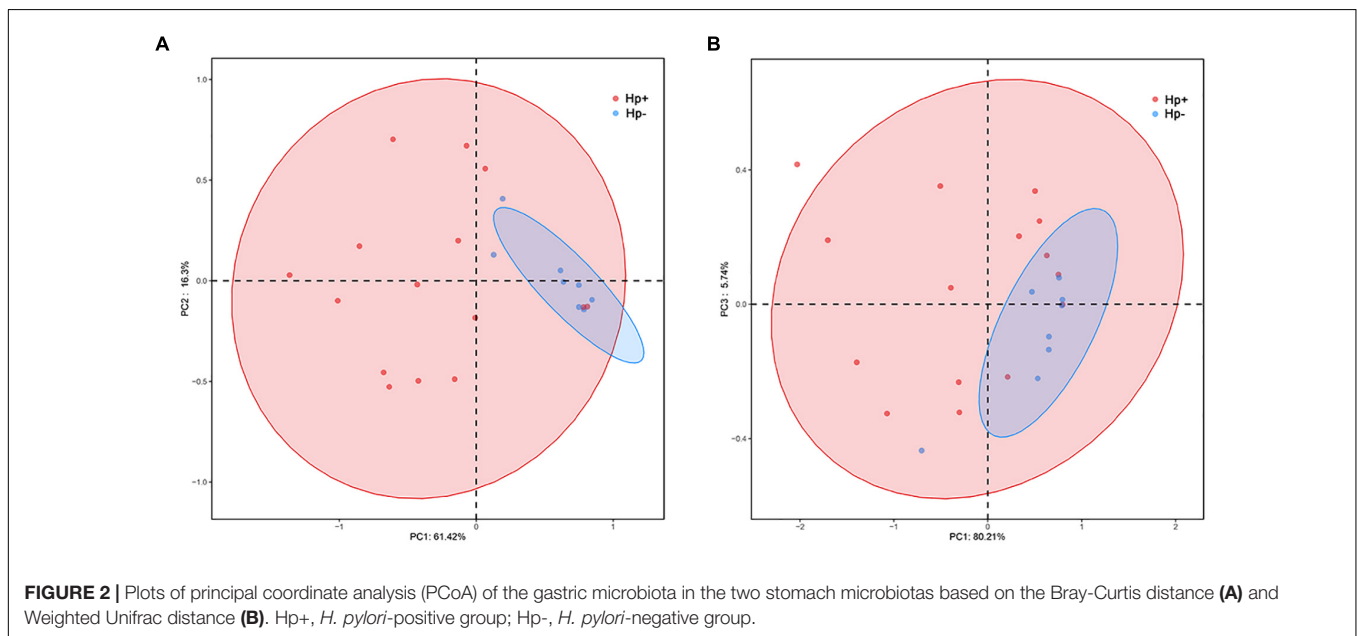 A
B
Hp+
Hp-
Hp+
Hp-
1.0
0.5
0.0
−0.5
−1.0
PC2 : 16.3%
−1
0
1
PC1: 61.42%
0.4
0.0
−0.4
PC3 : 5.74%
−2
−1
0
1
2
PC1: 80.21%
FIGURE 2 | Plots of principal coordinate analysis (PCoA) of the gastric microbiota in the two stomach microbiotas based on the Bray-Curtis distance (A) and
Weighted Unifrac distance (B). Hp+, H. pylori-positive group; Hp-, H. pylori-negative group.